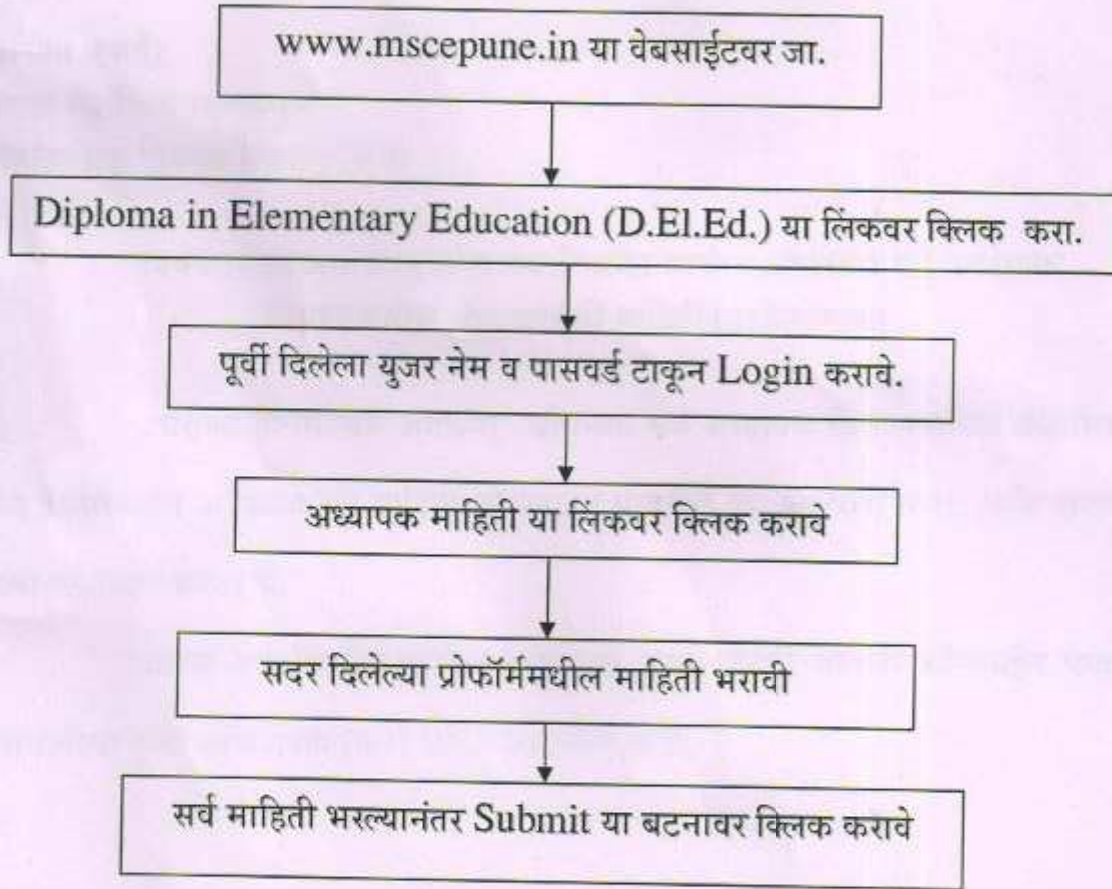 www.mscepune.in या वेबसाईटवर जा.
Diploma in Elementary Education (D.El.Ed.) या लिंकवर क्लिक करा.
पूर्वी दिलेला युजर नेम व पासवर्ड टाकून Login करावे.
अध्यापक माहिती या लिंकवर क्लिक करावे
सदर दिलेल्या प्रोफॉर्ममधील माहिती भरावी
सर्व माहिती भरल्यानंतर Submit या बटनावर क्लिक करावे